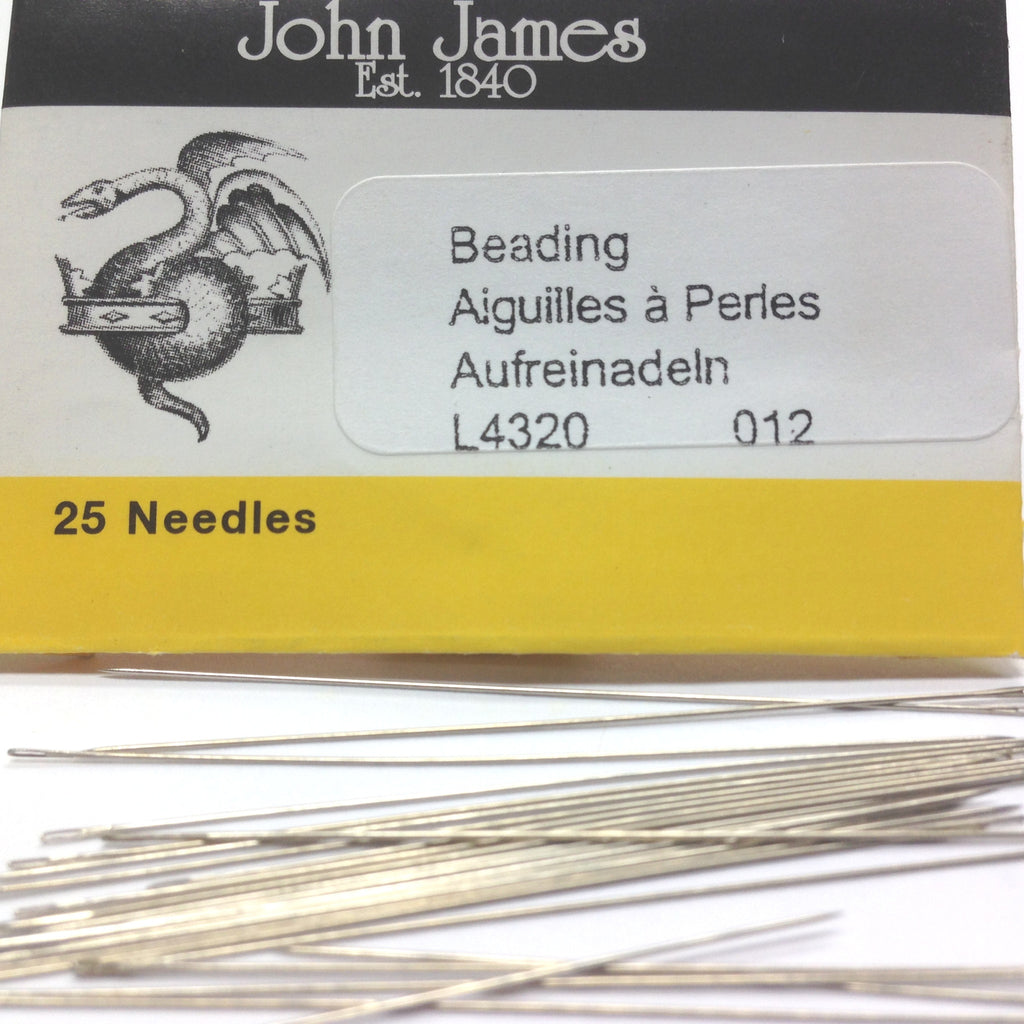 John James
Est. 1840
Beading
Aiguilles à Perles
Aufreinadeln
L4320 012
25 Needles